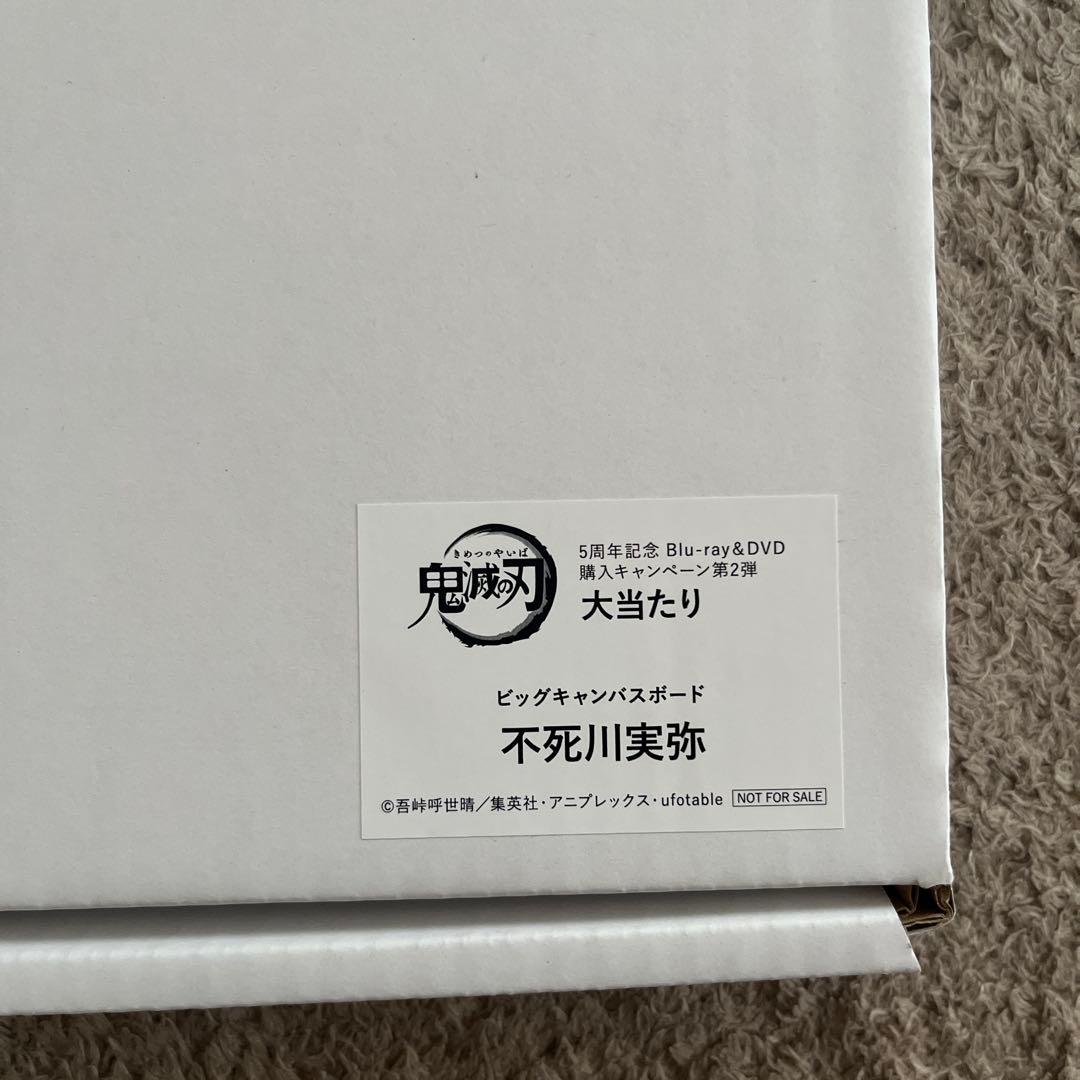 きめつのやいば
鬼滅の刃
5周年記念 Blu-ray&DVD
購入キャンペーン第2弾
大当たり
ビッグキャンバスボード
不死川実弥
©吾峠呼世晴／集英社・アニプレックス・ufotable NOT FOR SALE